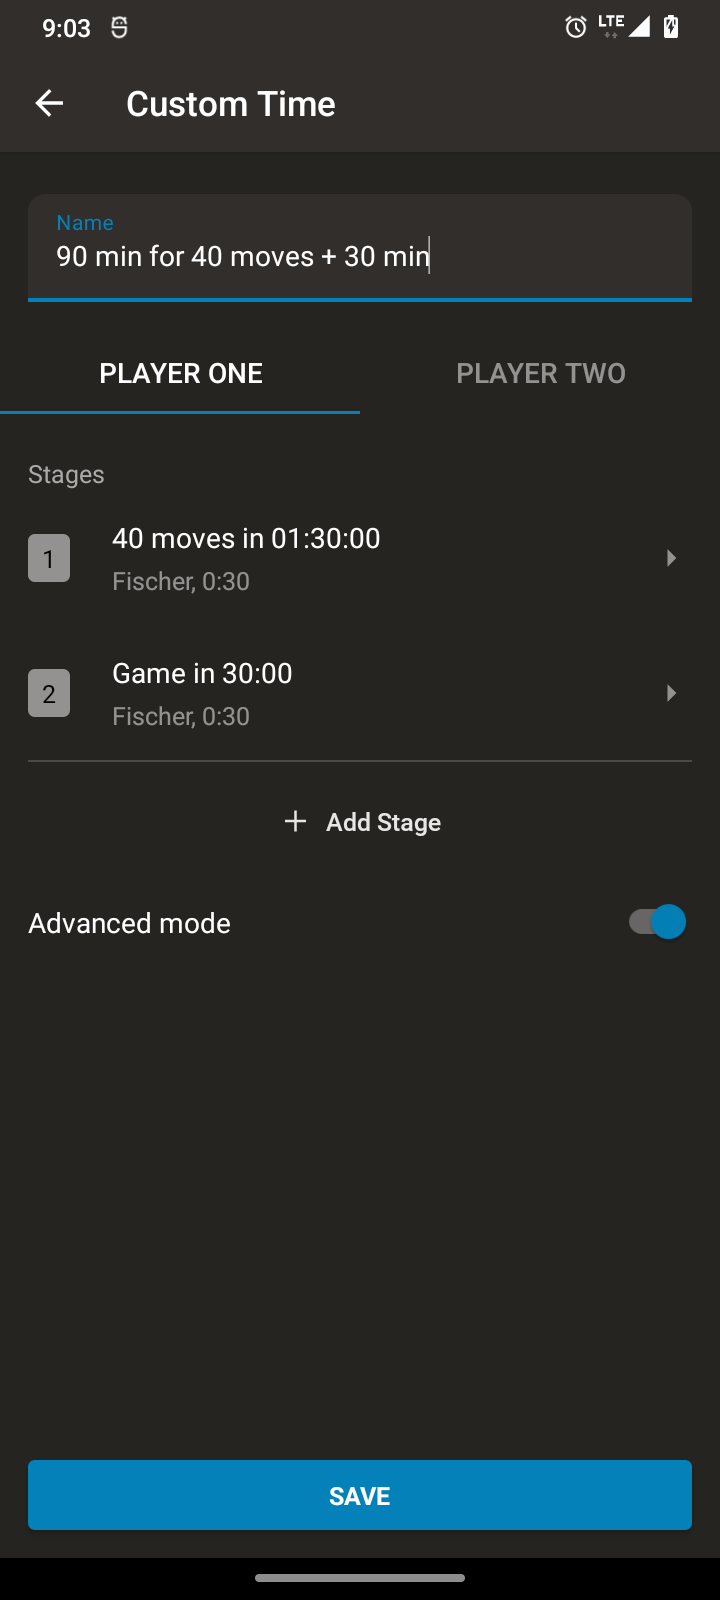 9:03
LTE
Custom Time
Name
90 min for 40 moves + 30 min
PLAYER ONE
PLAYER TWO
Stages
1
40 moves in 01:30:00
Fischer, 0:30
2
Game in 30:00
Fischer, 0:30
+ Add Stage
Advanced mode
SAVE